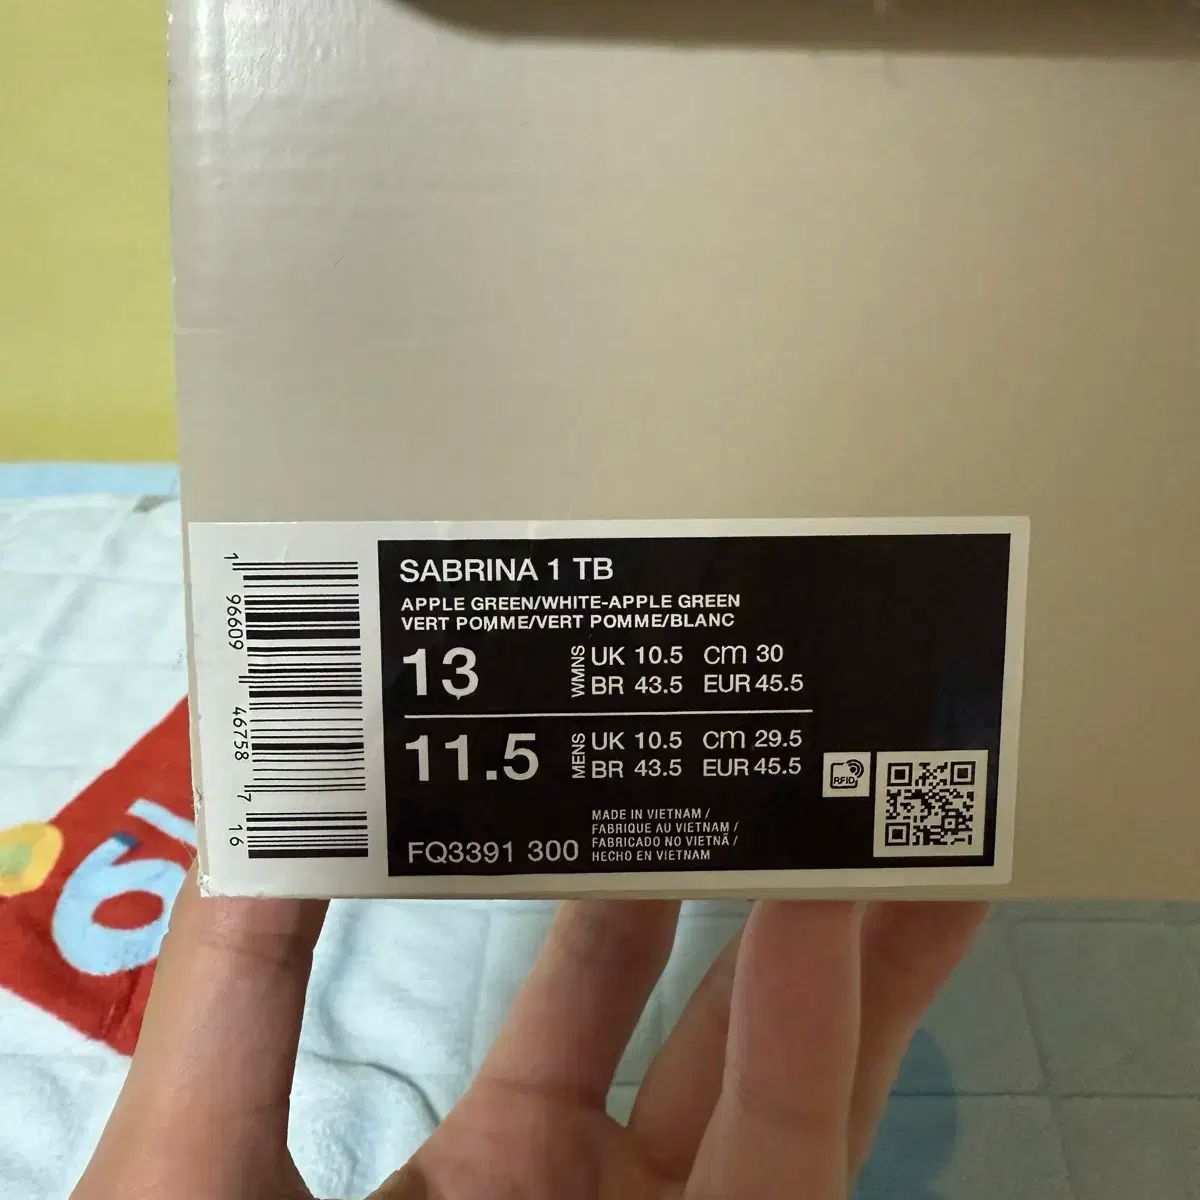 SABRINA 1 TB
APPLE GREEN/WHITE-APPLE GREEN
VERT POMME/VERT POMME/BLANC
13 WMNS UK 10.5 cm 30
BR 43.5 EUR 45.5
11.5 MENS UK 10.5 cm 29.5
BR 43.5 EUR 45.5
MADE IN VIETNAM /
FABRIQUE AU VIETNAM /
FABRICADO NO VIETNÃ /
HECHO EN VIETNAM
FQ3391 300
RFID
1 96609 46758 7 16